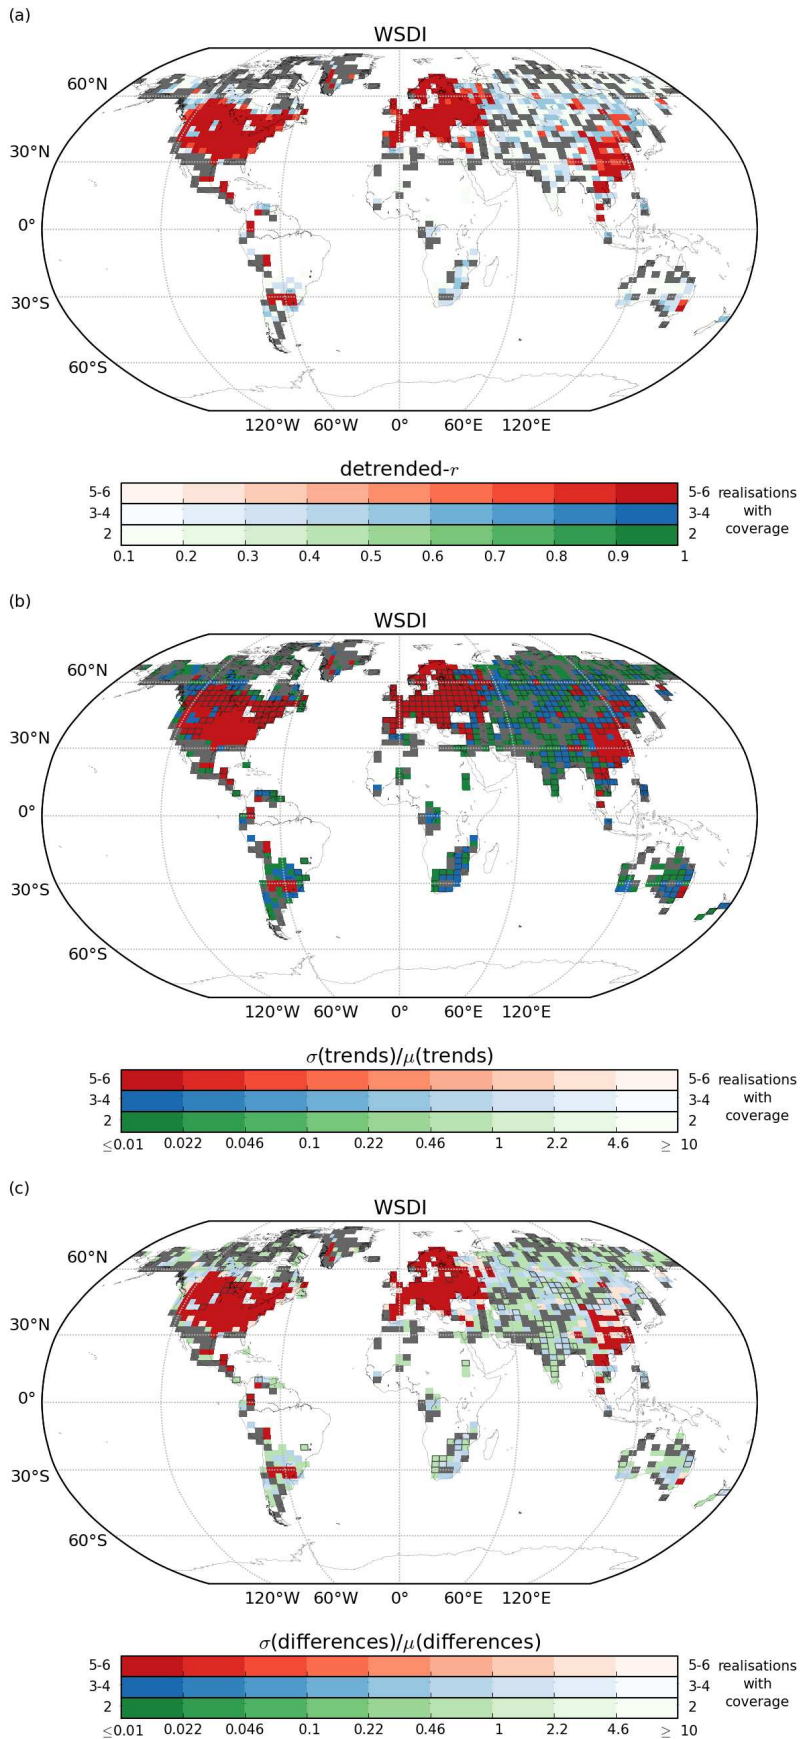 (a)
WSDI
60°N
30°N
0°
30°S
60°S
120°W 60°W 0° 60°E 120°E
detrended-r
5-6 5-6 realisations
3-4 3-4 with
2 2 coverage
0.1 0.2 0.3 0.4 0.5 0.6 0.7 0.8 0.9 1
(b)
WSDI
60°N
30°N
0°
30°S
60°S
120°W 60°W 0° 60°E 120°E
σ(trends)/μ(trends)
5-6 5-6 realisations
3-4 3-4 with
2 2 coverage
≤0.01 0.022 0.046 0.1 0.22 0.46 1 2.2 4.6 ≥ 10
(c)
WSDI
60°N
30°N
0°
30°S
60°S
120°W 60°W 0° 60°E 120°E
σ(differences)/μ(differences)
5-6 5-6 realisations
3-4 3-4 with
2 2 coverage
≤0.01 0.022 0.046 0.1 0.22 0.46 1 2.2 4.6 ≥ 10